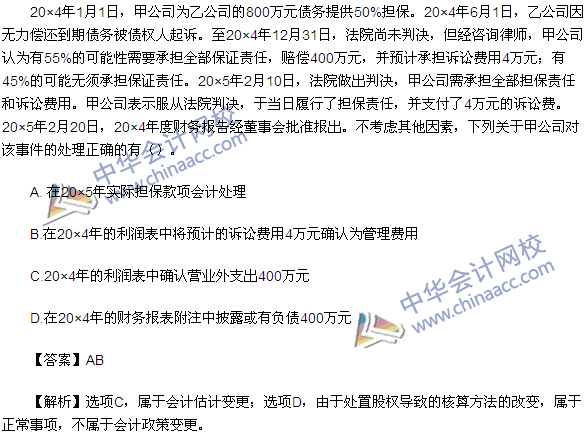 20×4年1月1日，甲公司为乙公司的800万元债务提供50%担保。20×4年6月1日，乙公司因
无力偿还到期债务被债权人起诉。至20×4年12月31日，法院尚未判决，但经咨询律师，甲公司
认为有55%的可能性需要承担全部保证责任，赔偿400万元，并预计承担诉讼费用4万元；有
45%的可能无须承担保证责任。20×5年2月10日，法院做出判决，甲公司需承担全部担保责任
和诉讼费用。甲公司表示服从法院判决，于当日履行了担保责任，并支付了4万元的诉讼费。
20×5年2月20日，20×4年度财务报告经董事会批准报出。不考虑其他因素，下列关于甲公司对
该事件的处理正确的有（）。
A. 在20×5年实际担保款项会计处理
B.在20×4年的利润表中将预计的诉讼费用4万元确认为管理费用
C.20×4年的利润表中确认营业外支出400万元
D.在20×4年的财务报表附注中披露或有负债400万元
【答案】AB
【解析】选项C，属于会计估计变更；选项D，由于处置股权导致的核算方法的改变，属于
正常事项，不属于会计政策变更。
中华会计网校
www.chinaacc.com
中华会计网校
www.chinaacc.com